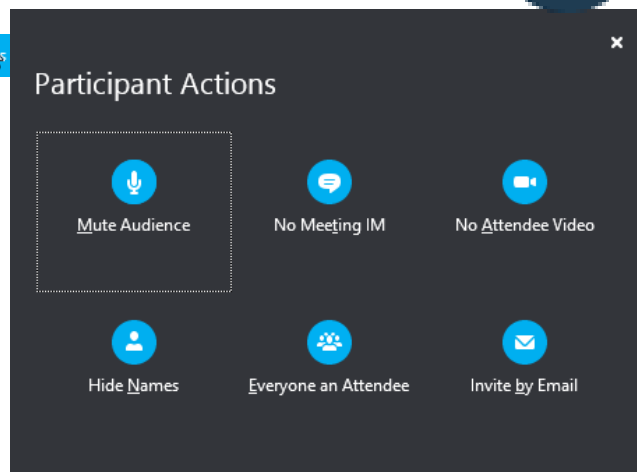 Participant Actions
Mute Audience
No Meeting IM
No Attendee Video
Hide Names
Everyone an Attendee
Invite by Email